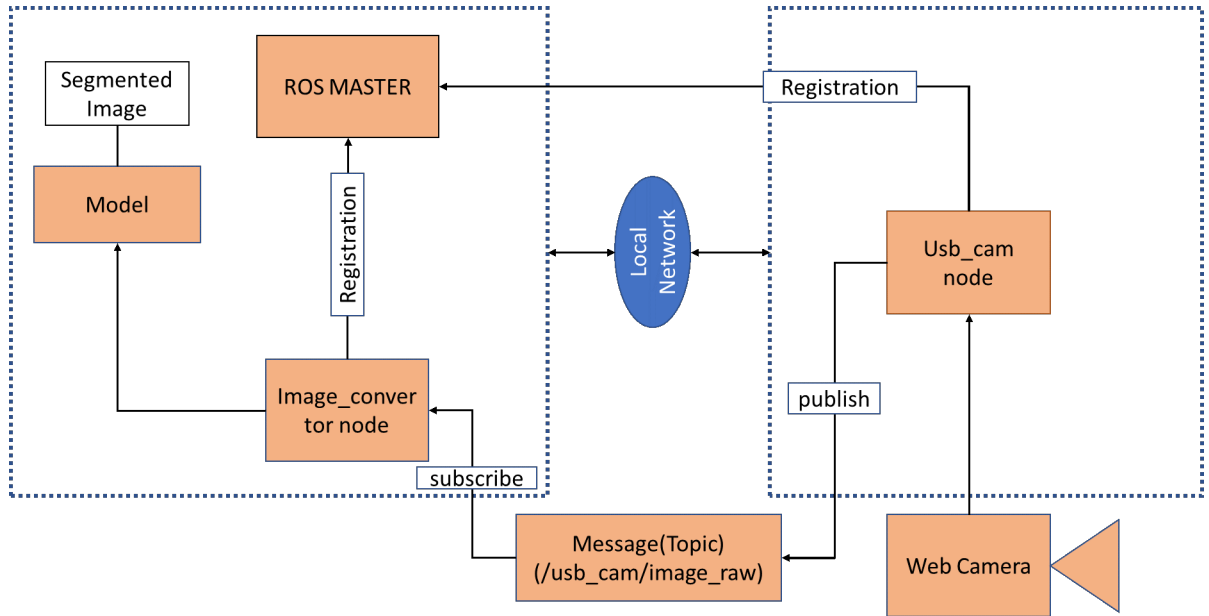 Segmented
Image
ROS MASTER
Registration
Model
Registration
Local
Network
Usb_cam
node
Image_conver
tor node
publish
subscribe
Message(Topic)
(/usb_cam/image_raw)
Web Camera